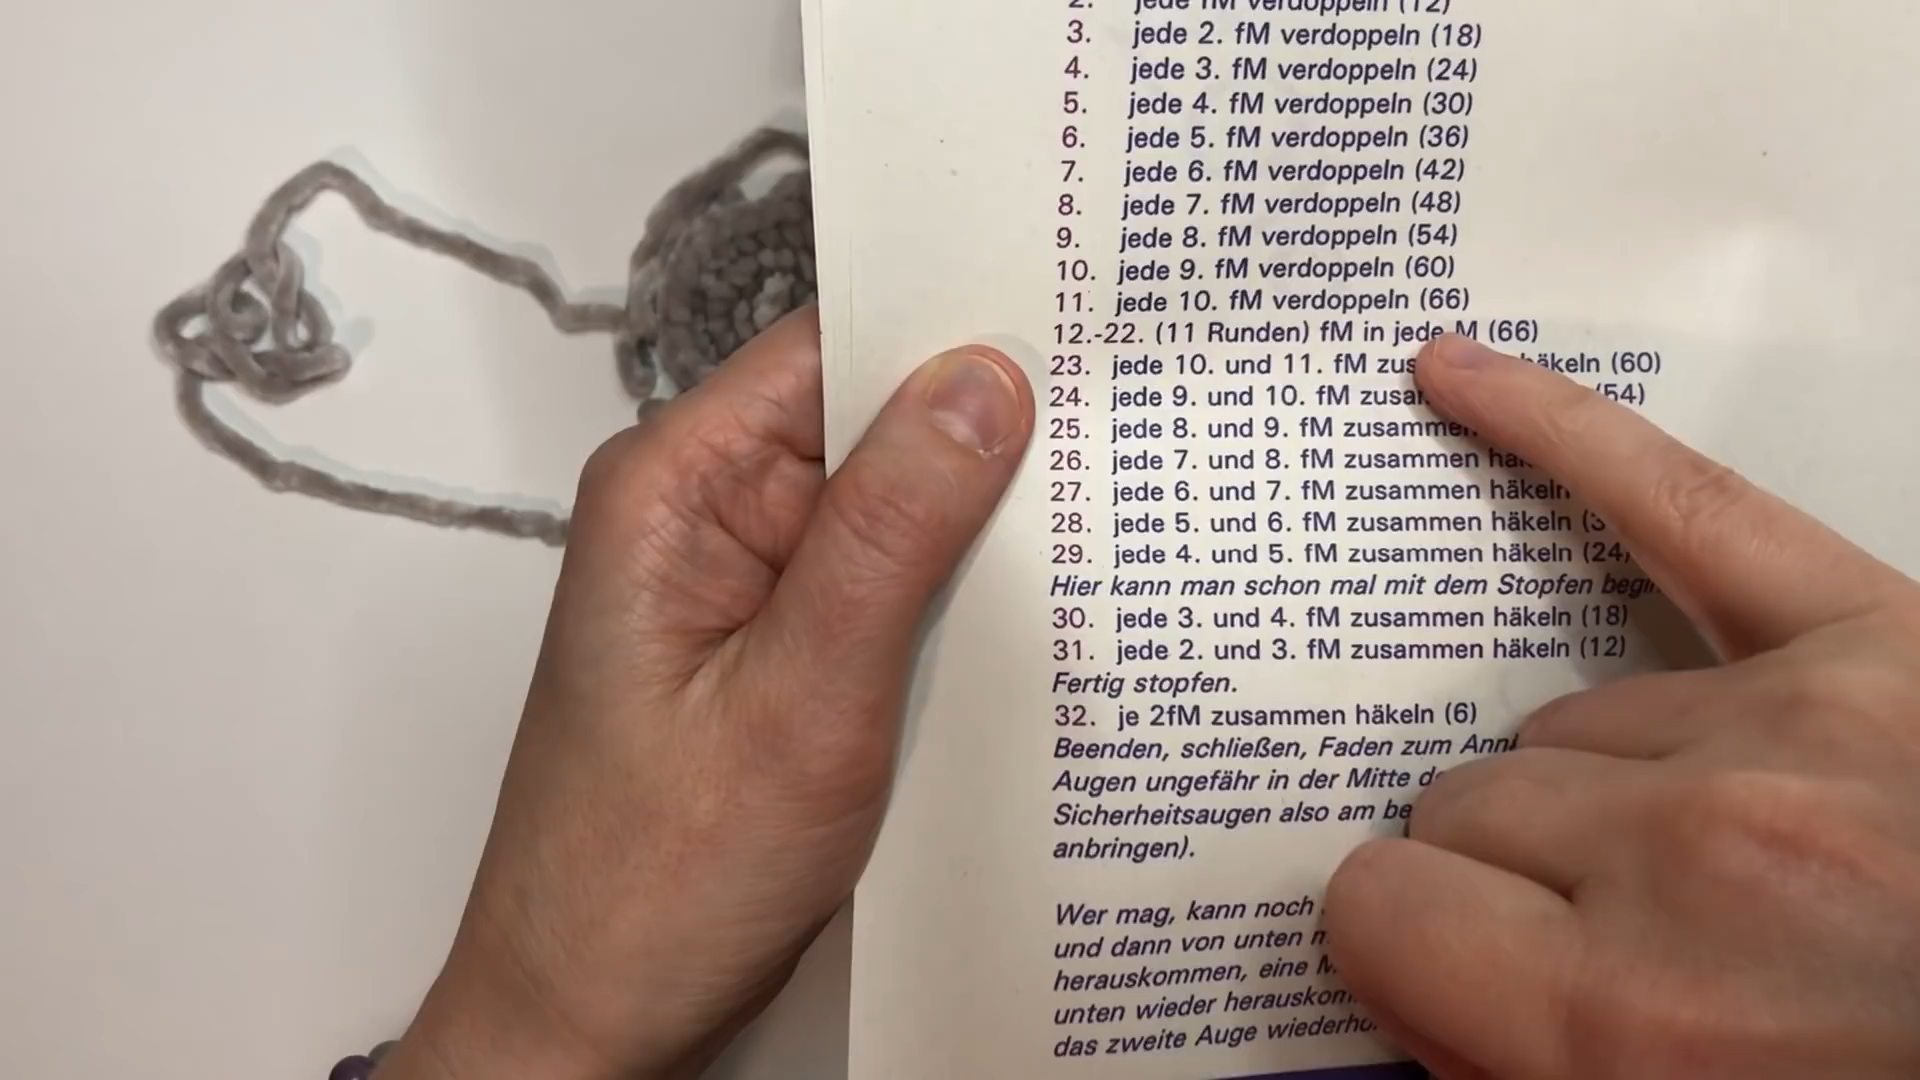 2. jede fM verdoppeln (12)
3. jede 2. fM verdoppeln (18)
4. jede 3. fM verdoppeln (24)
5. jede 4. fM verdoppeln (30)
6. jede 5. fM verdoppeln (36)
7. jede 6. fM verdoppeln (42)
8. jede 7. fM verdoppeln (48)
9. jede 8. fM verdoppeln (54)
10. jede 9. fM verdoppeln (60)
11. jede 10. fM verdoppeln (66)
12.-22. (11 Runden) fM in jede M (66)
23. jede 10. und 11. fM (60)
24. jede 9. und 10. fM (54)
25. jede 8. und 9. fM
26. jede 7. und 8. fM zusammen
27. jede 6. und 7. fM zusammen häkeln
28. jede 5. und 6. fM zusammen häkeln
29. jede 4. und 5. fM zusammen häkeln (24)
Hier kann man schon mal mit dem Stopfen
30. jede 3. und 4. fM zusammen häkeln (18)
31. jede 2. und 3. fM zusammen häkeln (12)
Fertig stopfen.
32. je 2fM zusammen häkeln (6)
Beenden, schließen, Faden zum
Augen ungefähr in der Mitte
Sicherheitsaugen also am
anbringen).
Wer mag, kann noch
und dann von unten
herauskommen, eine
unten wieder
das zweite Auge